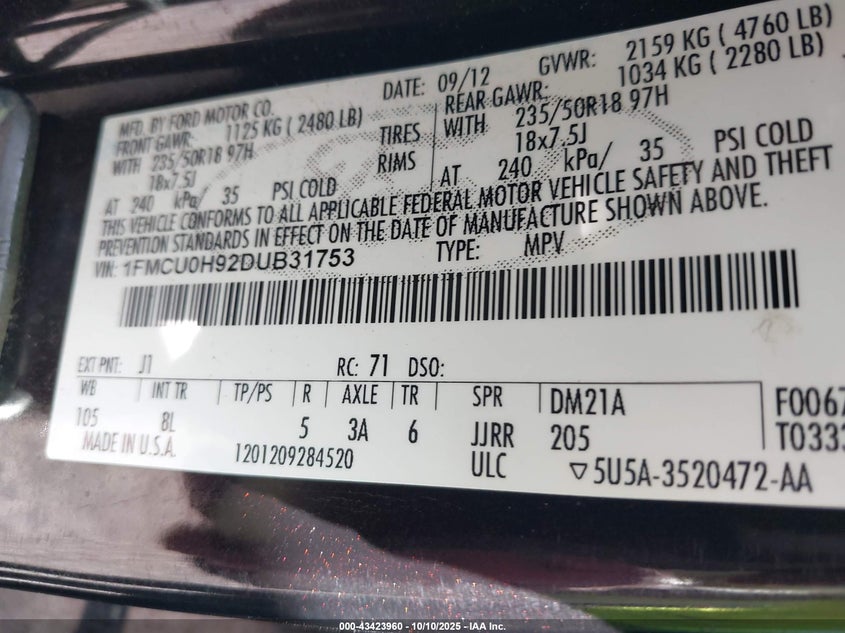 MFD. BY FORD MOTOR CO. DATE: 09/12 GVWR: 2159 KG ( 4760 LB)
FRONT GAWR: 1125 KG ( 2480 LB) REAR GAWR: 1034 KG ( 2280 LB)
WITH 235/50R18 97H TIRES WITH 235/50R18 97H
18x7.5J RIMS 18x7.5J
AT 240 kPa/ 35 PSI COLD AT 240 kPa/ 35 PSI COLD
THIS VEHICLE CONFORMS TO ALL APPLICABLE FEDERAL MOTOR VEHICLE SAFETY AND THEFT
PREVENTION STANDARDS IN EFFECT ON THE DATE OF MANUFACTURE SHOWN ABOVE.
VIN: 1FMCU0H92DUB31753 TYPE: MPV
EXT PNT: J1 RC: 71 DSO:
WB INT TR TP/PS R AXLE TR SPR DM21A F0067
105 8L 5 3A 6 JJRR 205 T033
MADE IN U.S.A. 1201209284520 ULC ▽5U5A-3520472-AA
000-43423960 - 10/10/2025 - IAA Inc.